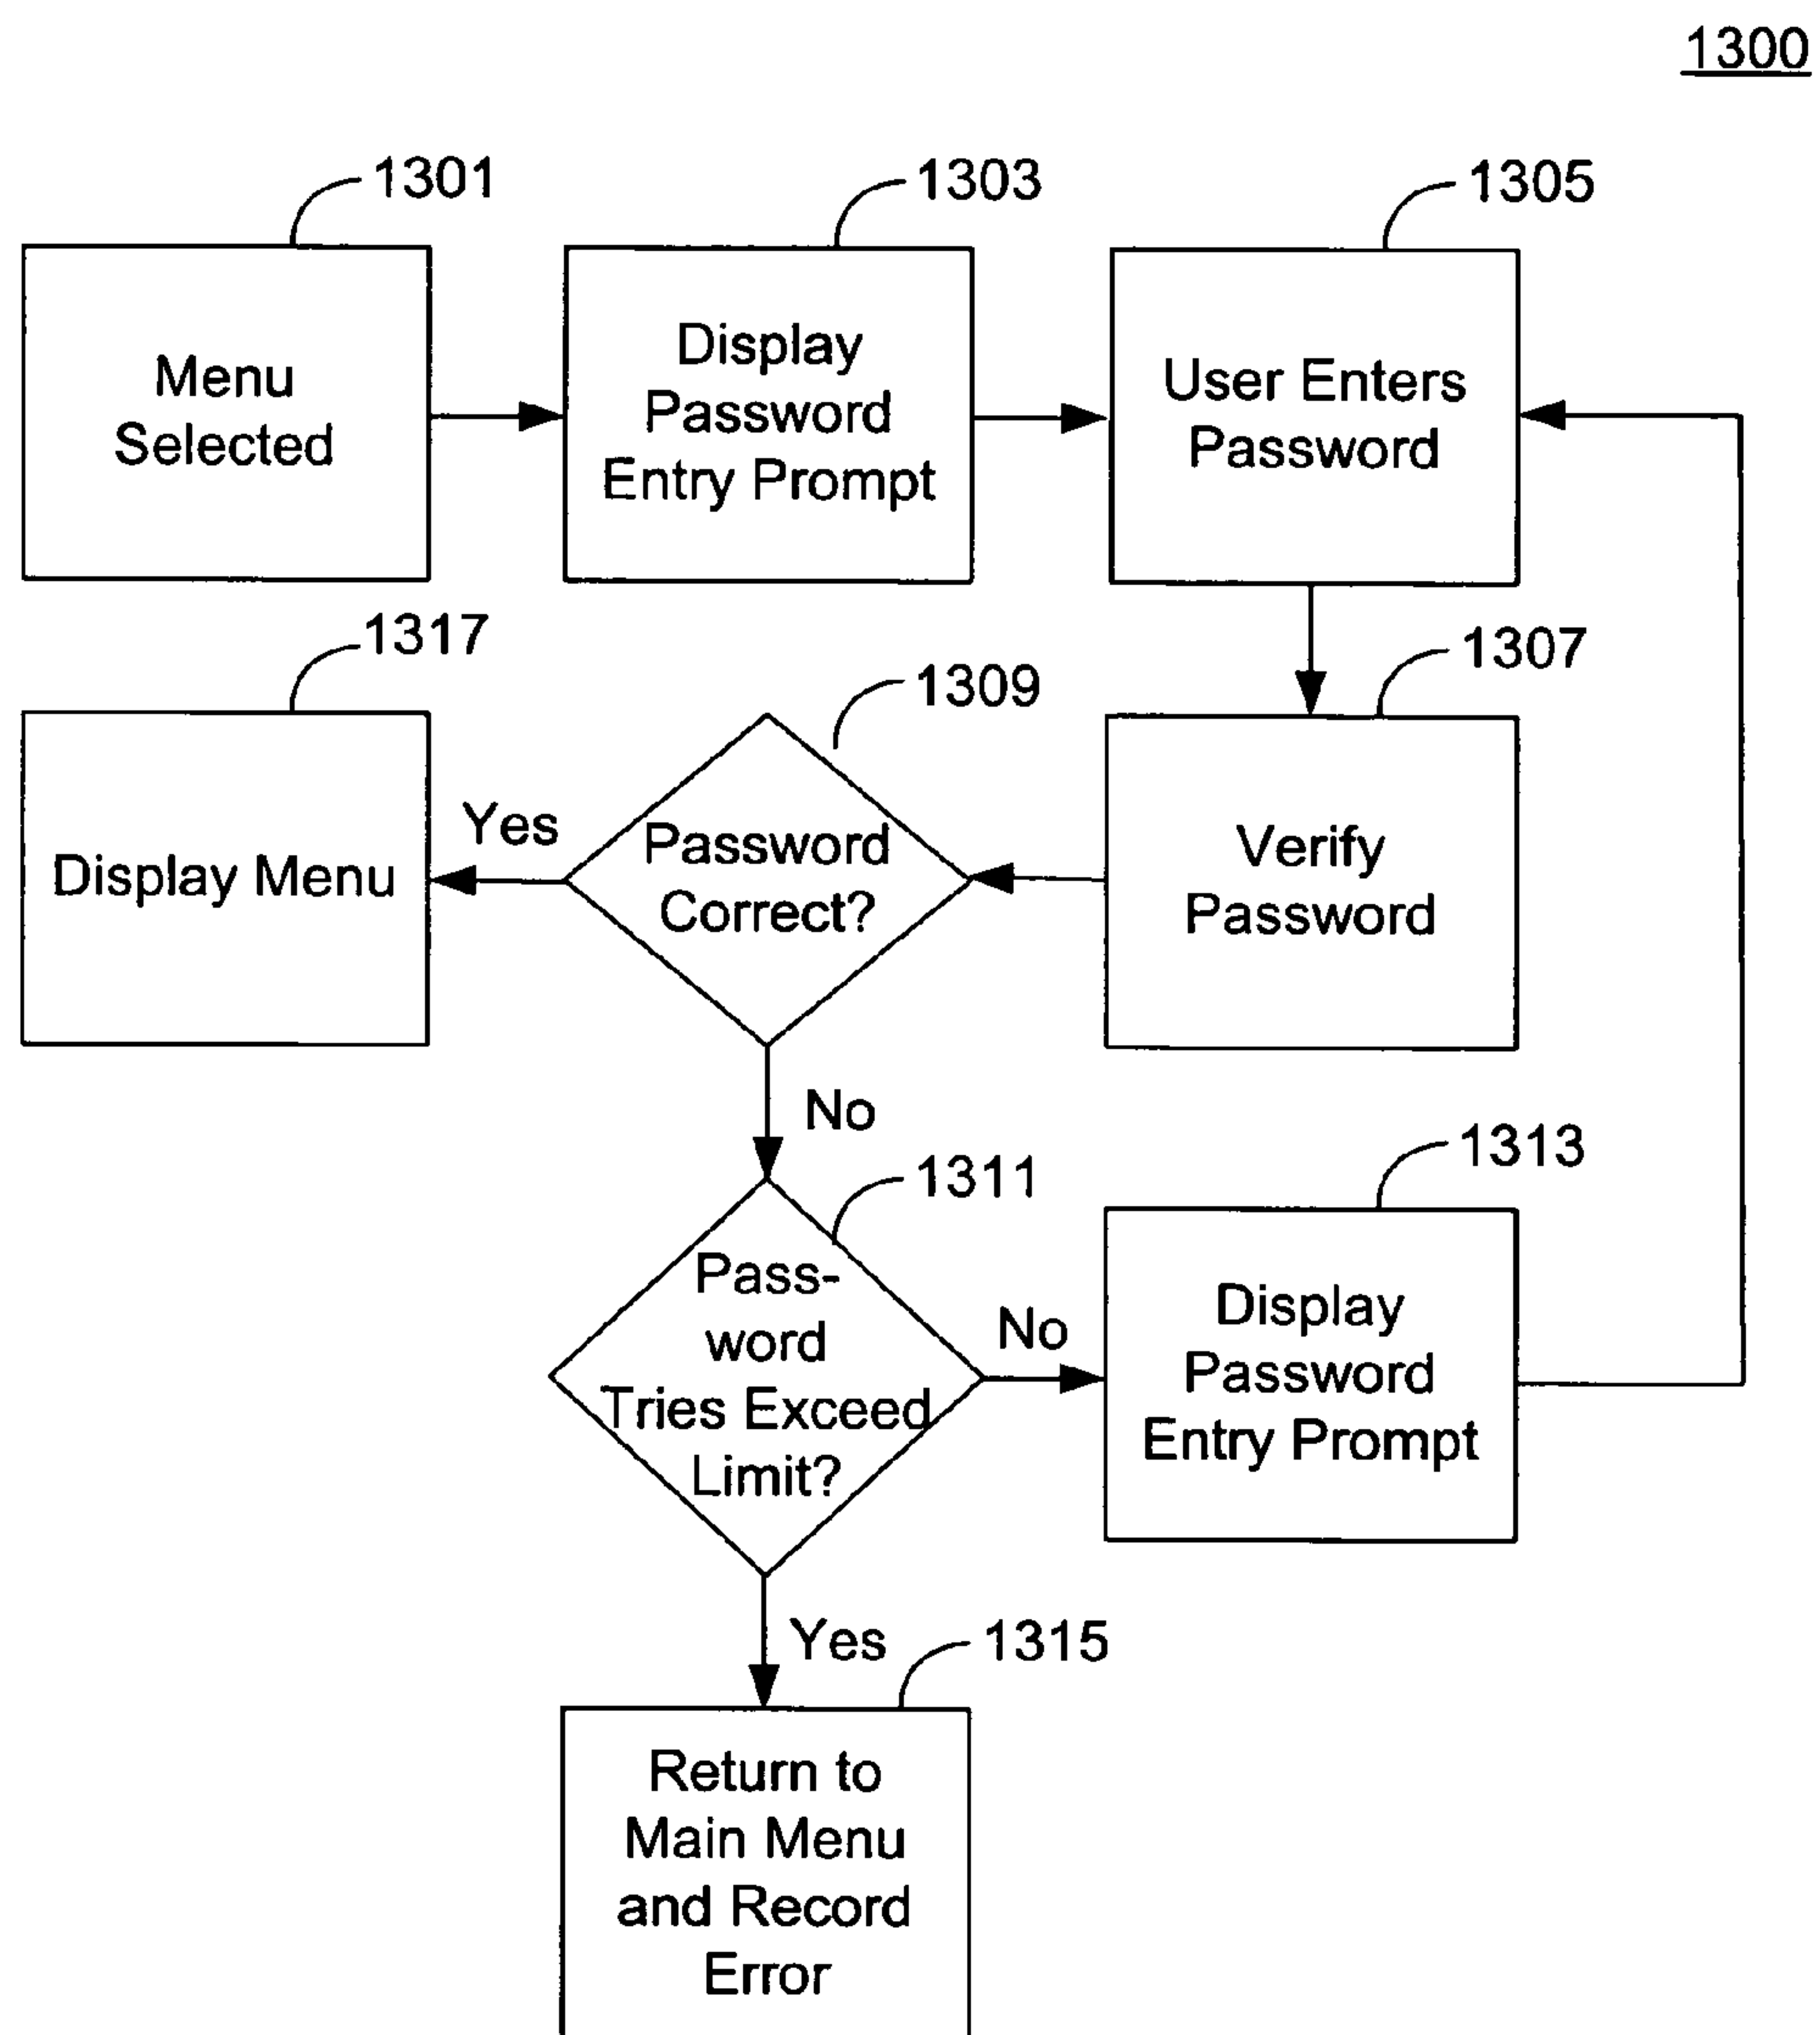 1300
1301
1303
1305
Menu
Selected
Display
Password
Entry Prompt
User Enters
Password
1317
1309
1307
Display Menu
Yes
Password
Correct?
Verify
Password
No
1311
1313
Pass-
word
Tries Exceed
Limit?
No
Display
Password
Entry Prompt
Yes
1315
Return to
Main Menu
and Record
Error